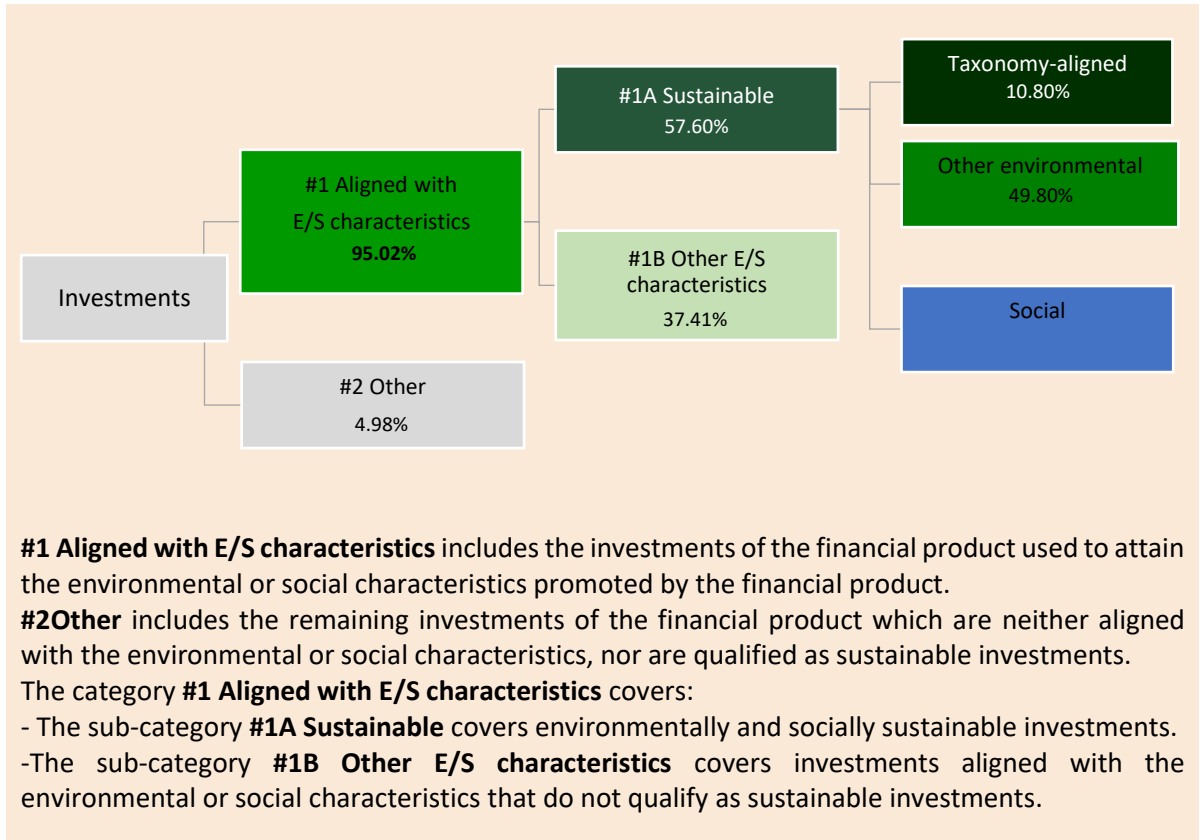 Investments
#1 Aligned with
E/S characteristics
95.02%
#2 Other
4.98%
#1A Sustainable
57.60%
#1B Other E/S
characteristics
37.41%
Taxonomy-aligned
10.80%
Other environmental
49.80%
Social
#1 Aligned with E/S characteristics includes the investments of the financial product used to attain
the environmental or social characteristics promoted by the financial product.
#2Other includes the remaining investments of the financial product which are neither aligned
with the environmental or social characteristics, nor are qualified as sustainable investments.
The category #1 Aligned with E/S characteristics covers:
- The sub-category #1A Sustainable covers environmentally and socially sustainable investments.
-The sub-category #1B Other E/S characteristics covers investments aligned with the
environmental or social characteristics that do not qualify as sustainable investments.